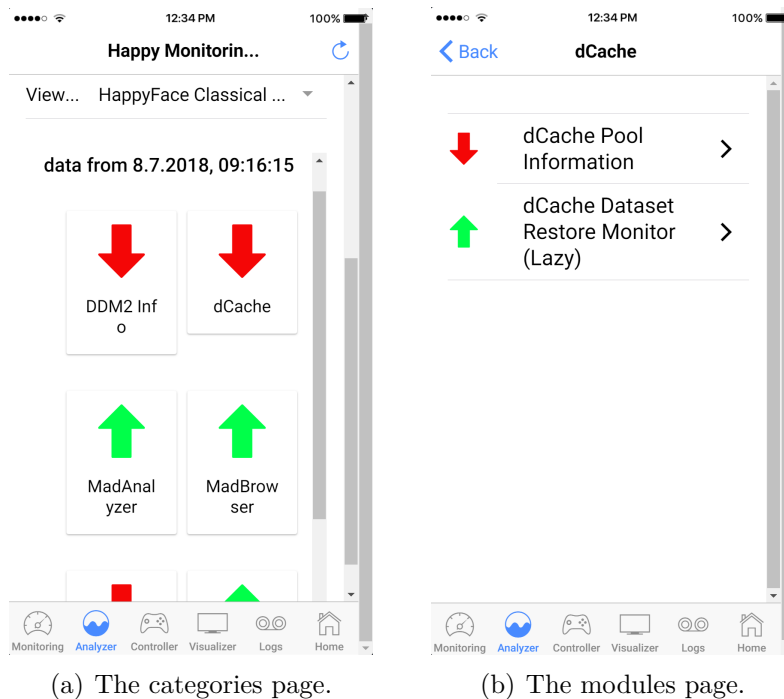 12:34 PM
100%
Happy Monitorin...
View...
HappyFace Classical ...
data from 8.7.2018, 09:16:15
DDM2 Inf
o
dCache
MadAnal
yzer
MadBrow
ser
Monitoring
Analyzer
Controller
Visualizer
Logs
Home
(a) The categories page.
12:34 PM
100%
Back
dCache
dCache Pool
Information
dCache Dataset
Restore Monitor
(Lazy)
Monitoring
Analyzer
Controller
Visualizer
Logs
Home
(b) The modules page.